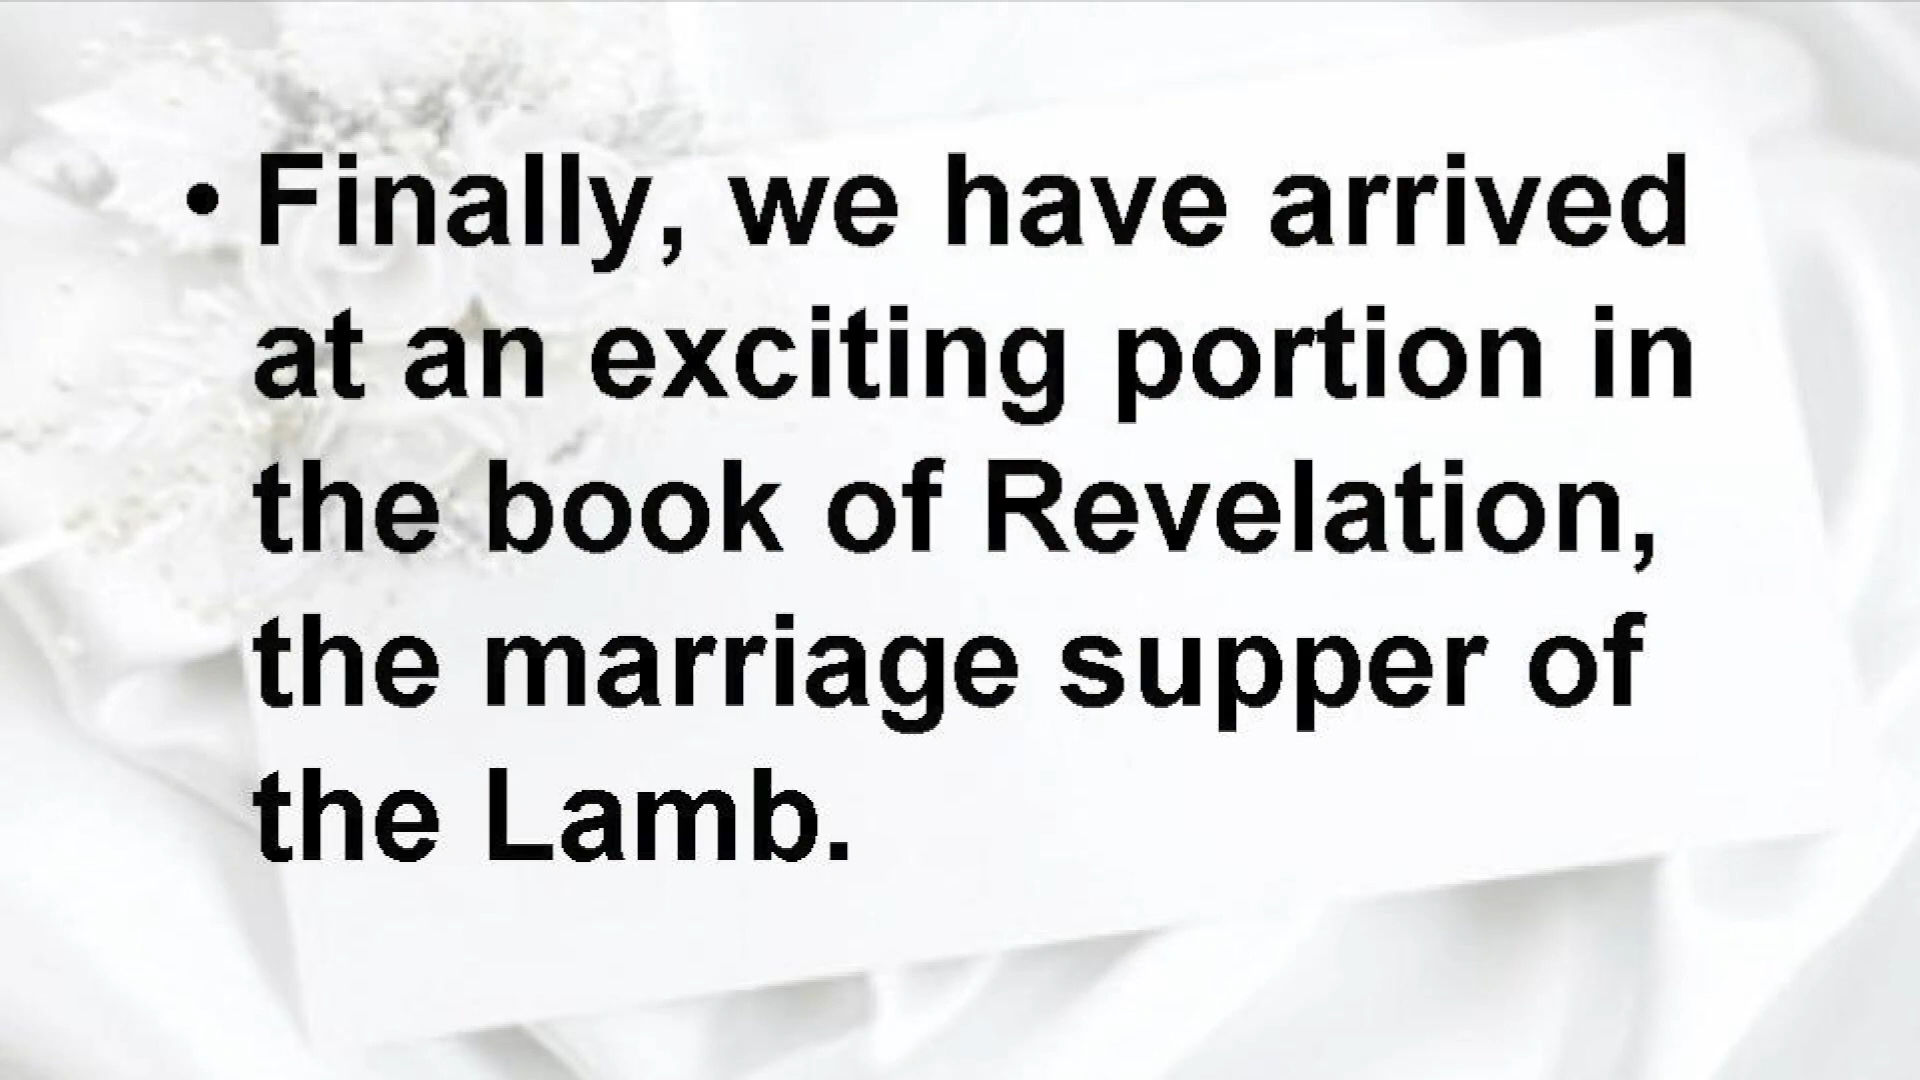 • Finally, we have arrived
at an exciting portion in
the book of Revelation,
the marriage supper of
the Lamb.